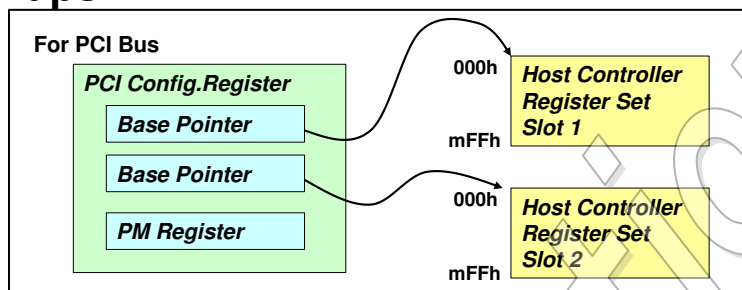 For PCI Bus
PCI Config.Register
Base Pointer
Base Pointer
PM Register
000h
mFFh
Host Controller
Register Set
Slot 1
000h
mFFh
Host Controller
Register Set
Slot 2